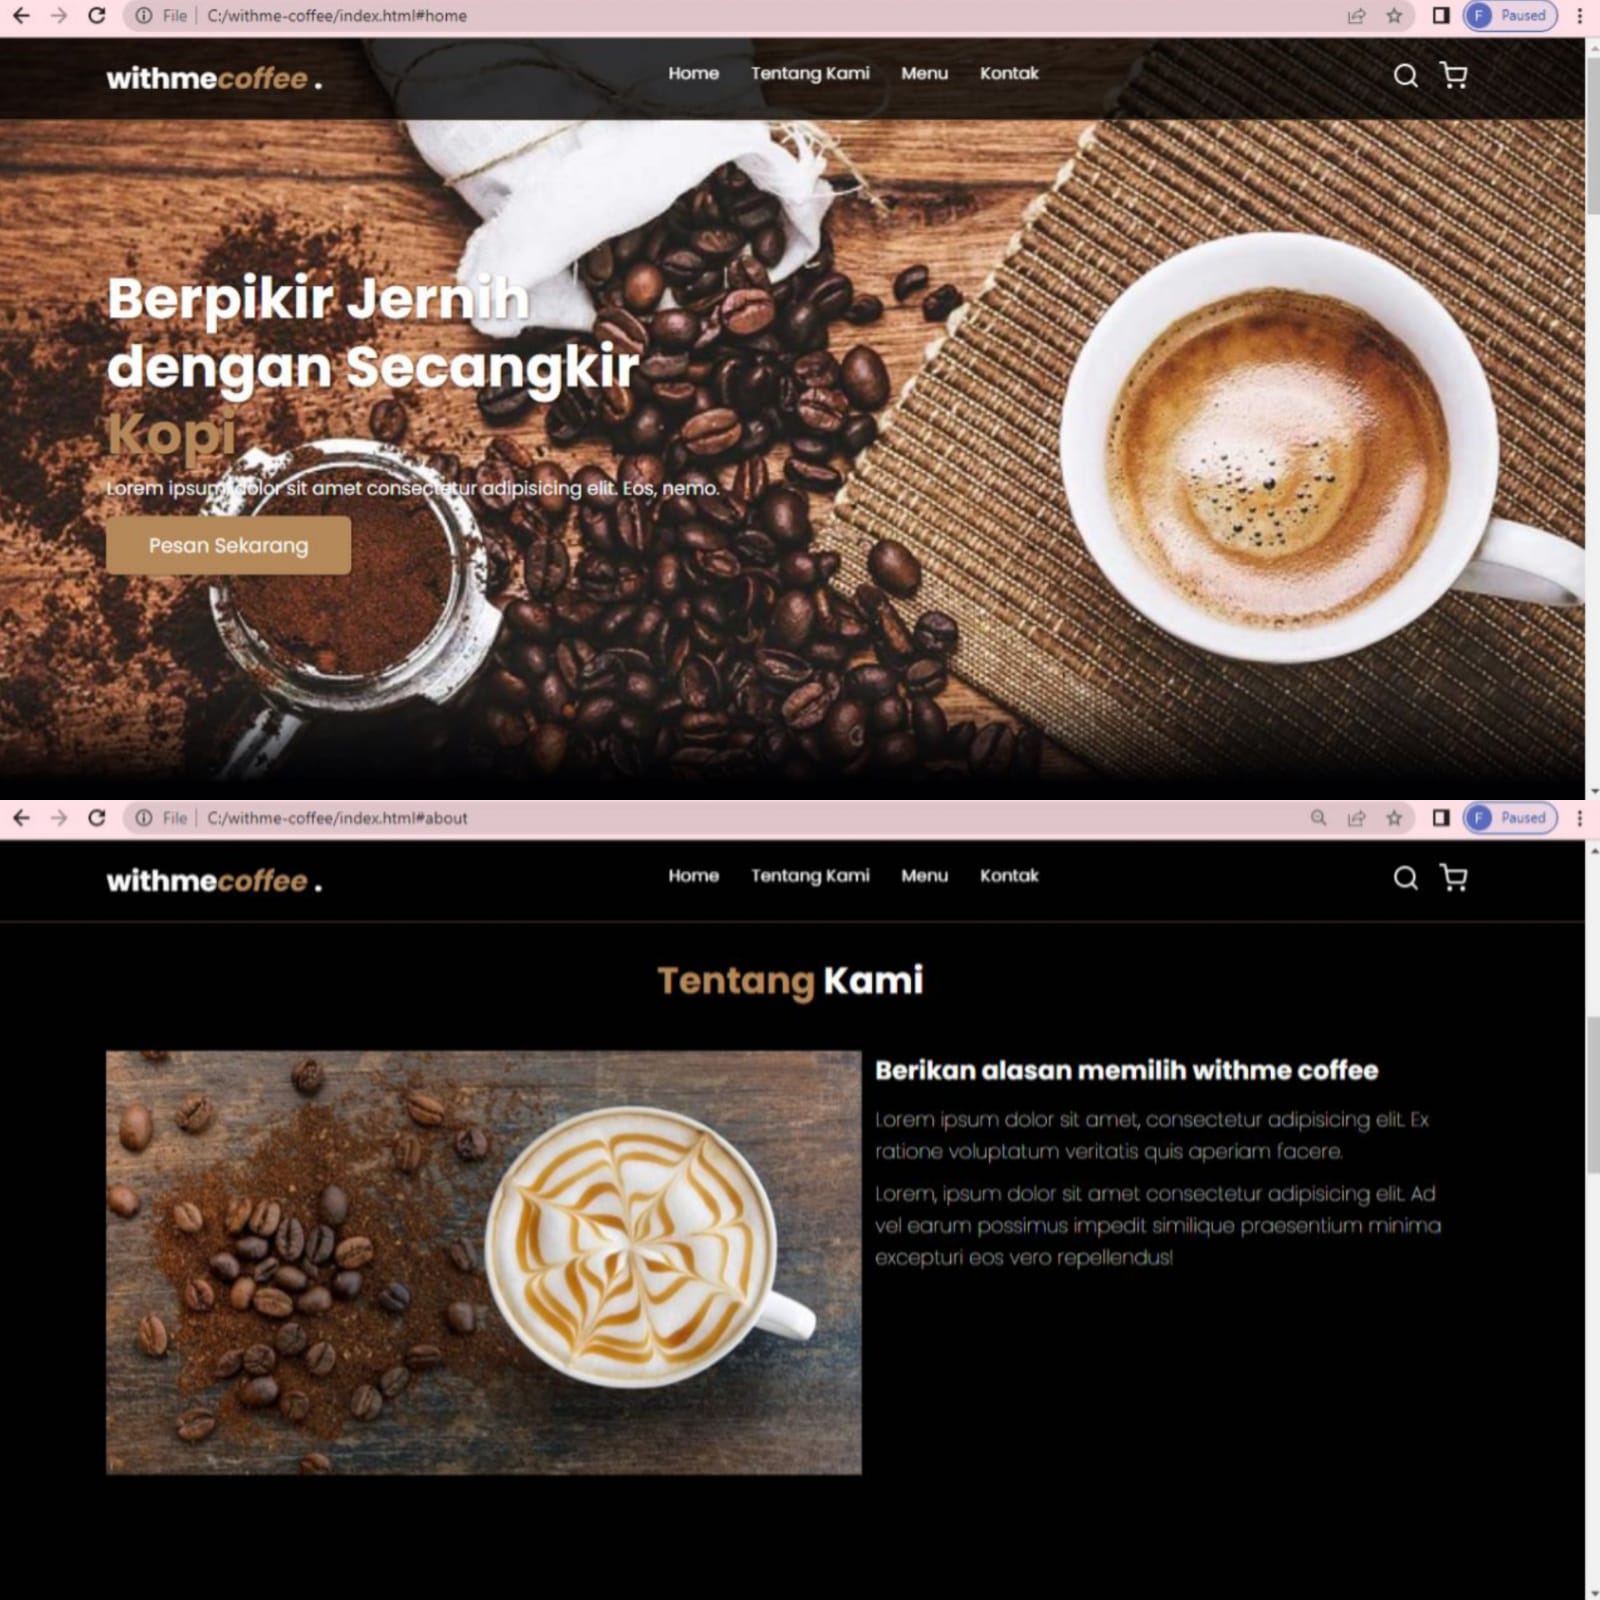 File | C:/withme-coffee/index.html#home
Paused
withmecoffee .
Home Tentang Kami Menu Kontak
Berpikir Jernih
dengan Secangkir
Kopi
Lorem ipsum dolor sit amet consectetur adipisicing elit. Eos, nemo.
Pesan Sekarang
File | C:/withme-coffee/index.html#about
F Paused
withmecoffee .
Home Tentang Kami Menu Kontak
Tentang Kami
Berikan alasan memilih withme coffee
Lorem ipsum dolor sit amet, consectetur adipisicing elit. Ex
ratione voluptatum veritatis quis aperiam facere.
Lorem, ipsum dolor sit amet consectetur adipisicing elit. Ad
vel earum possimus impedit similique praesentium minima
excepturi eos vero repellendus!